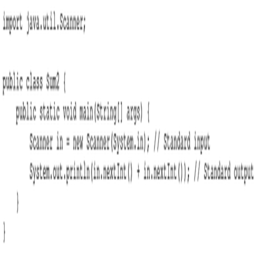 import java.util.Scanner;
public class Sum2 {
public static void main(String[] args) {
Scanner in = new Scanner(System.in); // Standard input
System.out.println(in.nextInt() + in.nextInt()); // Standard output
}
}